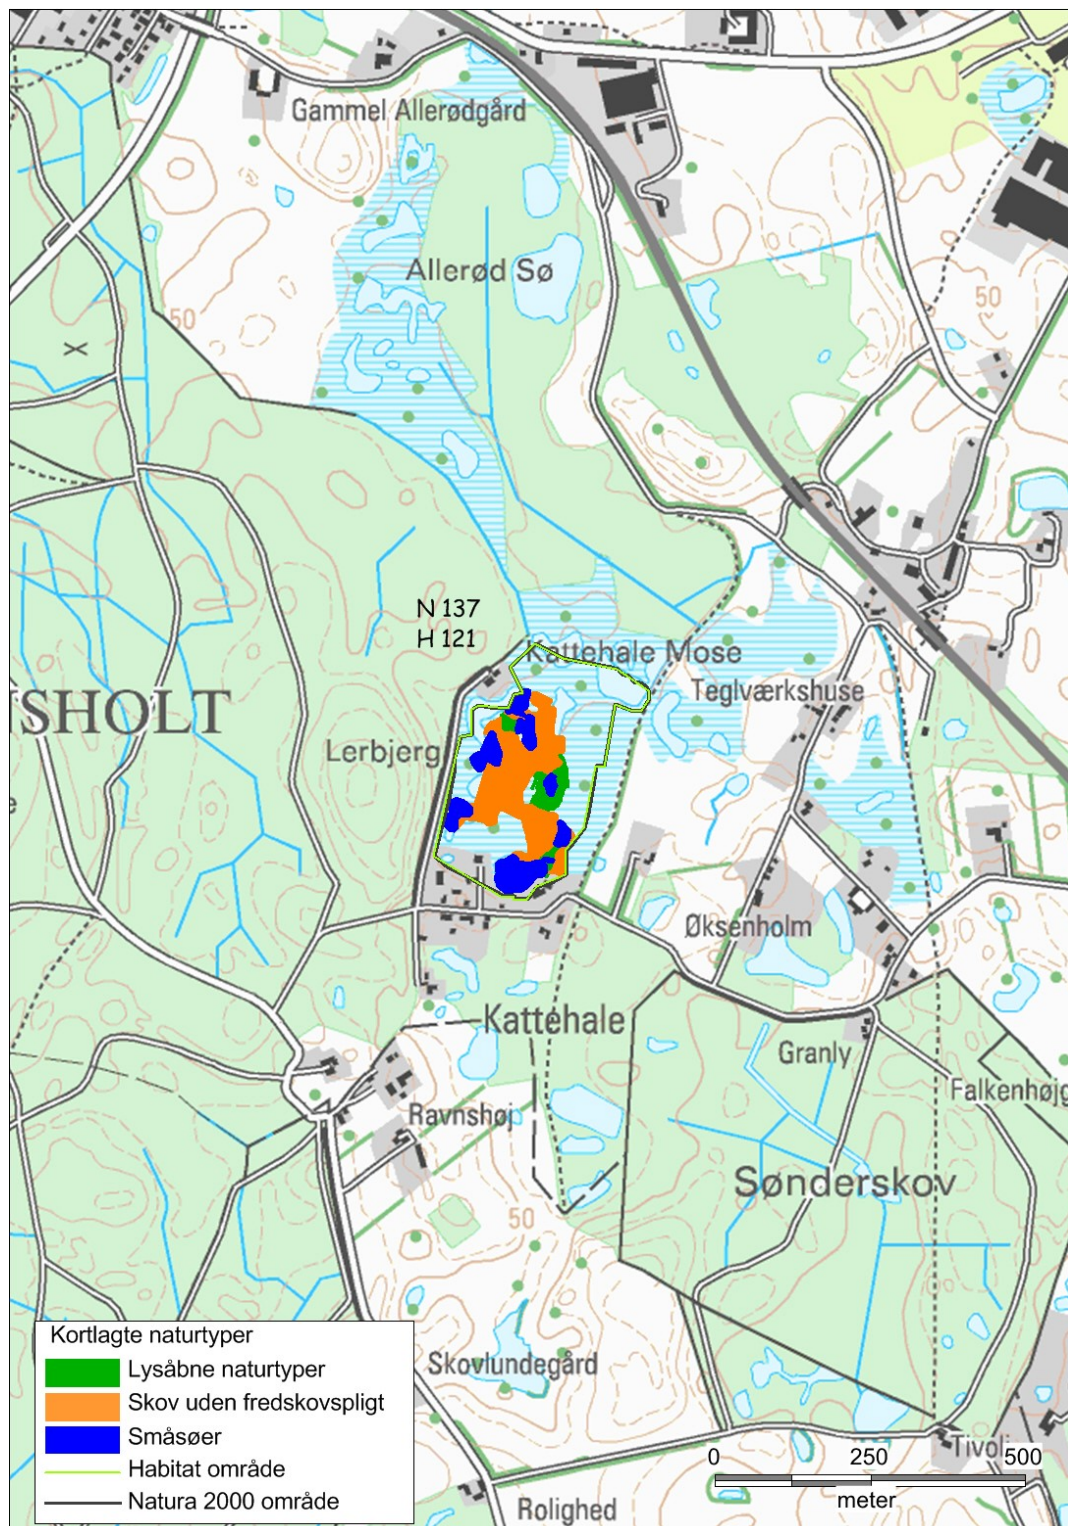 Gammel Allerødgård
Allerød Sø
50
50
N 137
H 121
Kattehale Mose
Teglværkshuse
SHOLT
Lerbjerg
Øksenholm
Kattehale
Granly
Falkenhøjg
Ravnshøj
Sønderskov
50
Skovlundegård
Tivoli
Rolighed
Kortlagte naturtyper
Lysåbne naturtyper
Skov uden fredskovspligt
Småsøer
Habitat område
Natura 2000 område
0 250 500
meter